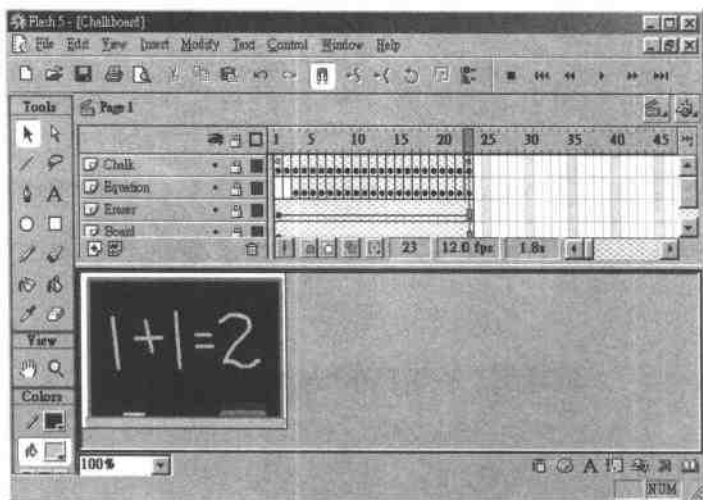 Flash 5 - [Chalkboard]
File Edit View Insert Modify Text Control Window Help
Tools
Page 1
1 5 10 15 20 25 30 35 40 45
Chalk
Equation
Eraser
Board
23 12.0 fps 1.8s
1+1=2
View
Colors
100%
NUM